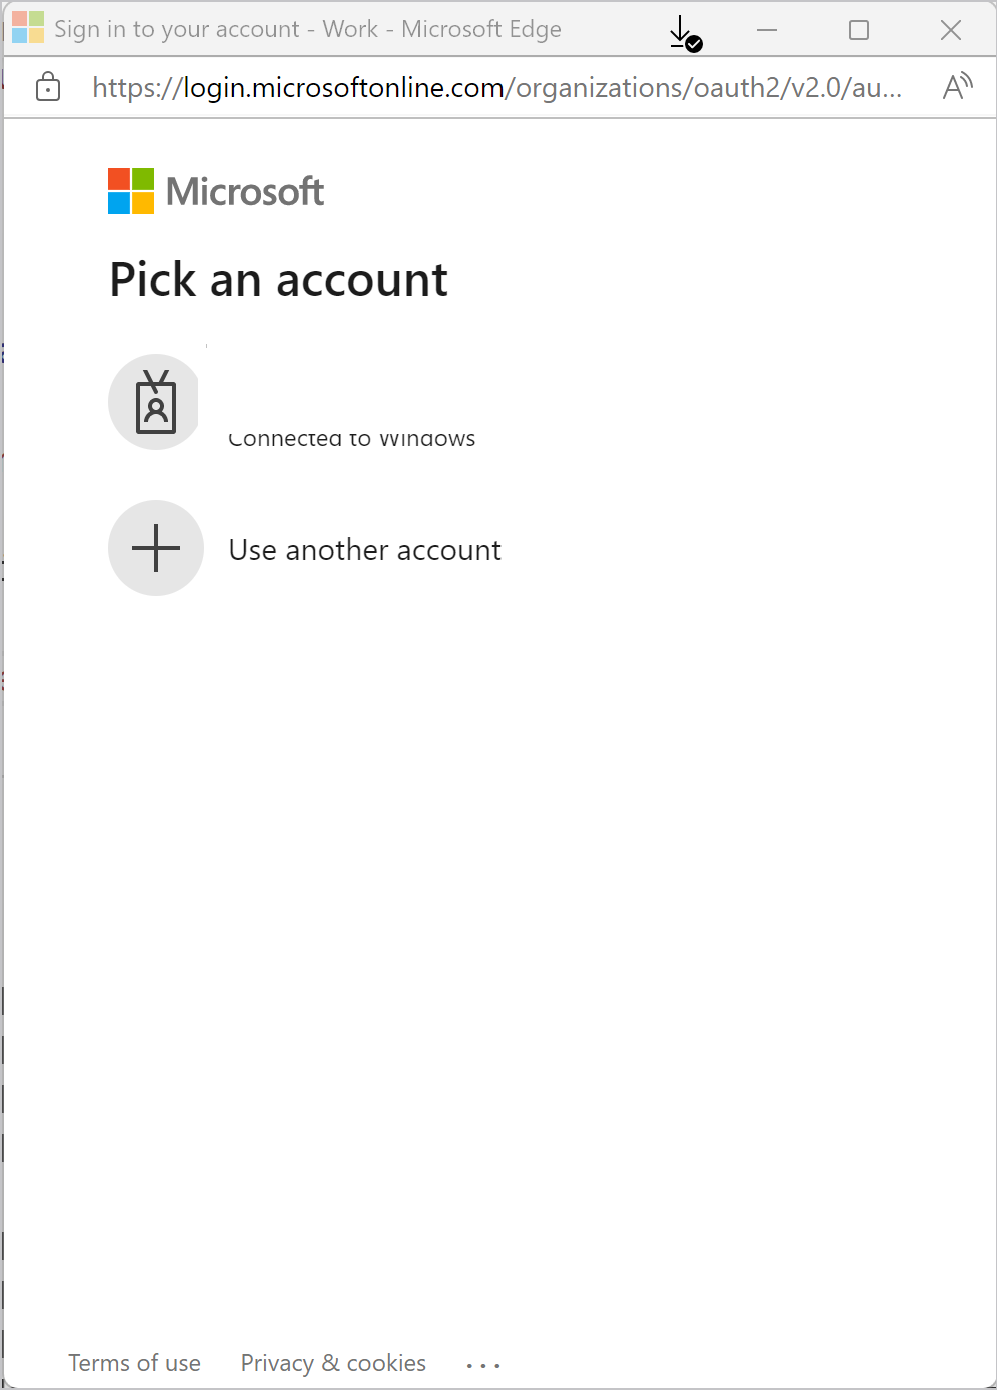 Sign in to your account - Work - Microsoft Edge
https://login.microsoftonline.com/organizations/oauth2/v2.0/au...
Microsoft
Pick an account
Connected to Windows
Use another account
Terms of use Privacy & cookies ...